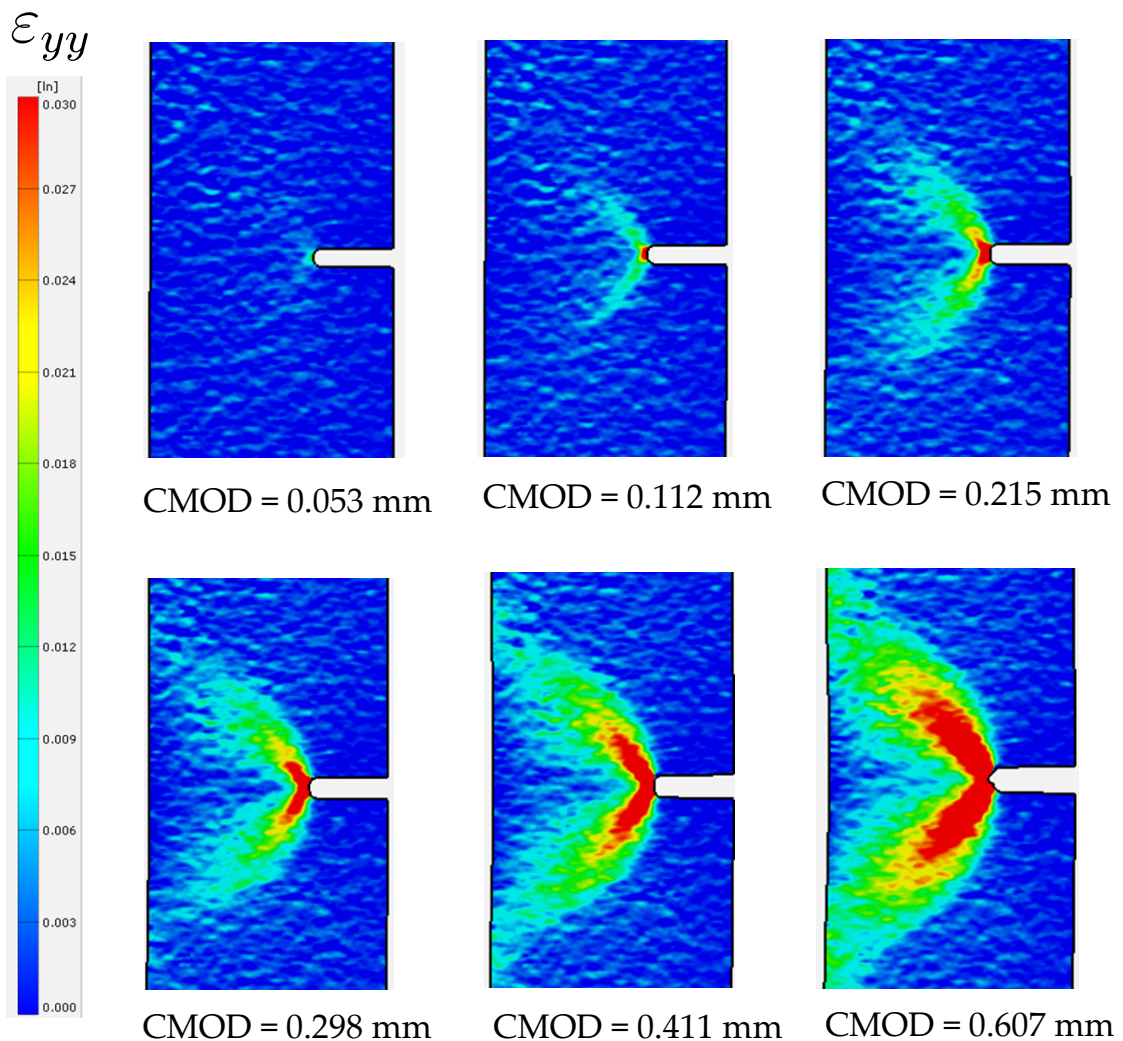 εyy
[ln]
0.030
0.027
0.024
0.021
0.018
0.015
0.012
0.009
0.006
0.003
0.000
CMOD = 0.053 mm
CMOD = 0.112 mm
CMOD = 0.215 mm
CMOD = 0.298 mm
CMOD = 0.411 mm
CMOD = 0.607 mm